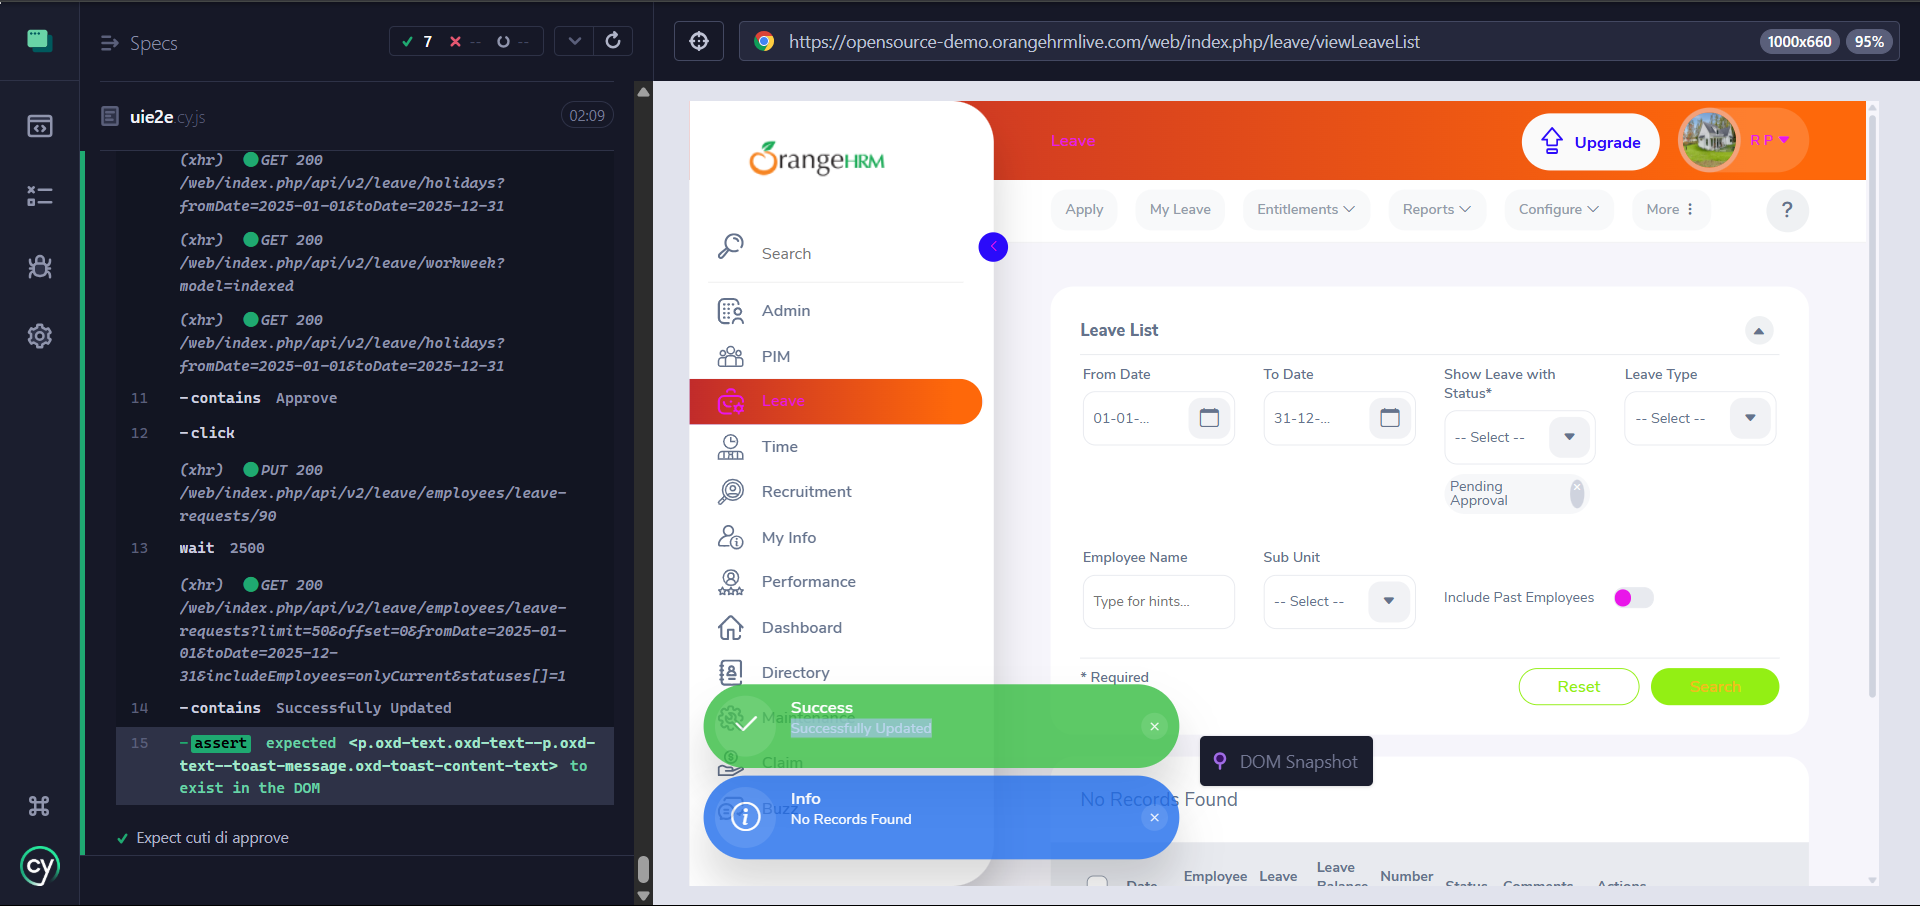 Specs
7
--
--
https://opensource-demo.orangehrmlive.com/web/index.php/leave/viewLeaveList
1000x660
95%
uie2e.cy.js
02:09
(xhr) GET 200
/web/index.php/api/v2/leave/holidays?
fromDate=2025-01-01&toDate=2025-12-31
(xhr) GET 200
/web/index.php/api/v2/leave/workweek?
model=indexed
(xhr) GET 200
/web/index.php/api/v2/leave/holidays?
fromDate=2025-01-01&toDate=2025-12-31
11 -contains Approve
12 -click
(xhr) PUT 200
/web/index.php/api/v2/leave/employees/leave-
requests/90
13 wait 2500
(xhr) GET 200
/web/index.php/api/v2/leave/employees/leave-
requests?limit=50&offset=0&fromDate=2025-01-
01&toDate=2025-12-
31&includeEmployees=onlyCurrent&statuses[]=1
14 -contains Successfully Updated
15 -assert expected <p.oxd-text.oxd-text--p.oxd-
text--toast-message.oxd-toast-content-text> to
exist in the DOM
Expect cuti di approve
cy
OrangeHRM
Search
Admin
PIM
Leave
Time
Recruitment
My Info
Performance
Dashboard
Directory
Maintenance
Claim
Buzz
Leave
Upgrade
R P
Apply
My Leave
Entitlements
Reports
Configure
More
?
Leave List
From Date
To Date
Show Leave with
Status*
Leave Type
01-01-...
31-12-...
-- Select --
-- Select --
Pending
Approval
Employee Name
Sub Unit
Type for hints...
-- Select --
Include Past Employees
* Required
Reset
Search
Success
Successfully Updated
Info
No Records Found
DOM Snapshot
No Records Found
Date
Employee
Leave
Leave
Balance
Number
Status
Comments
Actions